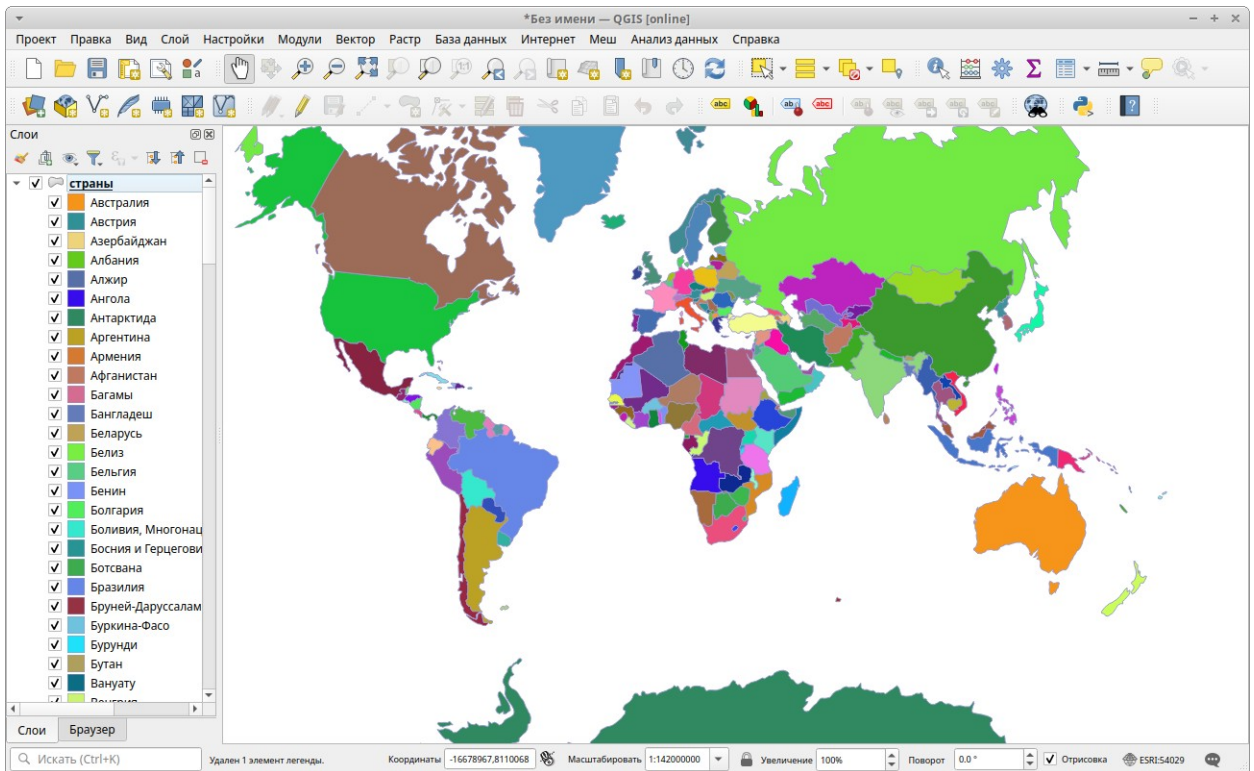 *Без имени — QGIS [online]
Проект Правка Вид Слой Настройки Модули Вектор Растр База данных Интернет Меш Анализ данных Справка
abc abc abc
Слои
страны
Австралия
Австрия
Азербайджан
Албания
Алжир
Ангола
Антарктида
Аргентина
Армения
Афганистан
Багамы
Бангладеш
Беларусь
Белиз
Бельгия
Бенин
Болгария
Боливия, Многонац
Босния и Герцегови
Ботсвана
Бразилия
Бруней-Даруссалам
Буркина-Фасо
Бурунди
Бутан
Вануату
Слои Браузер
Искать (Ctrl+K) Удален 1 элемент легенды. Координаты -16678967,8110068 Масштабировать 1:142000000 Увеличение 100% Поворот 0.0 ° Отрисовка ESRI:54029